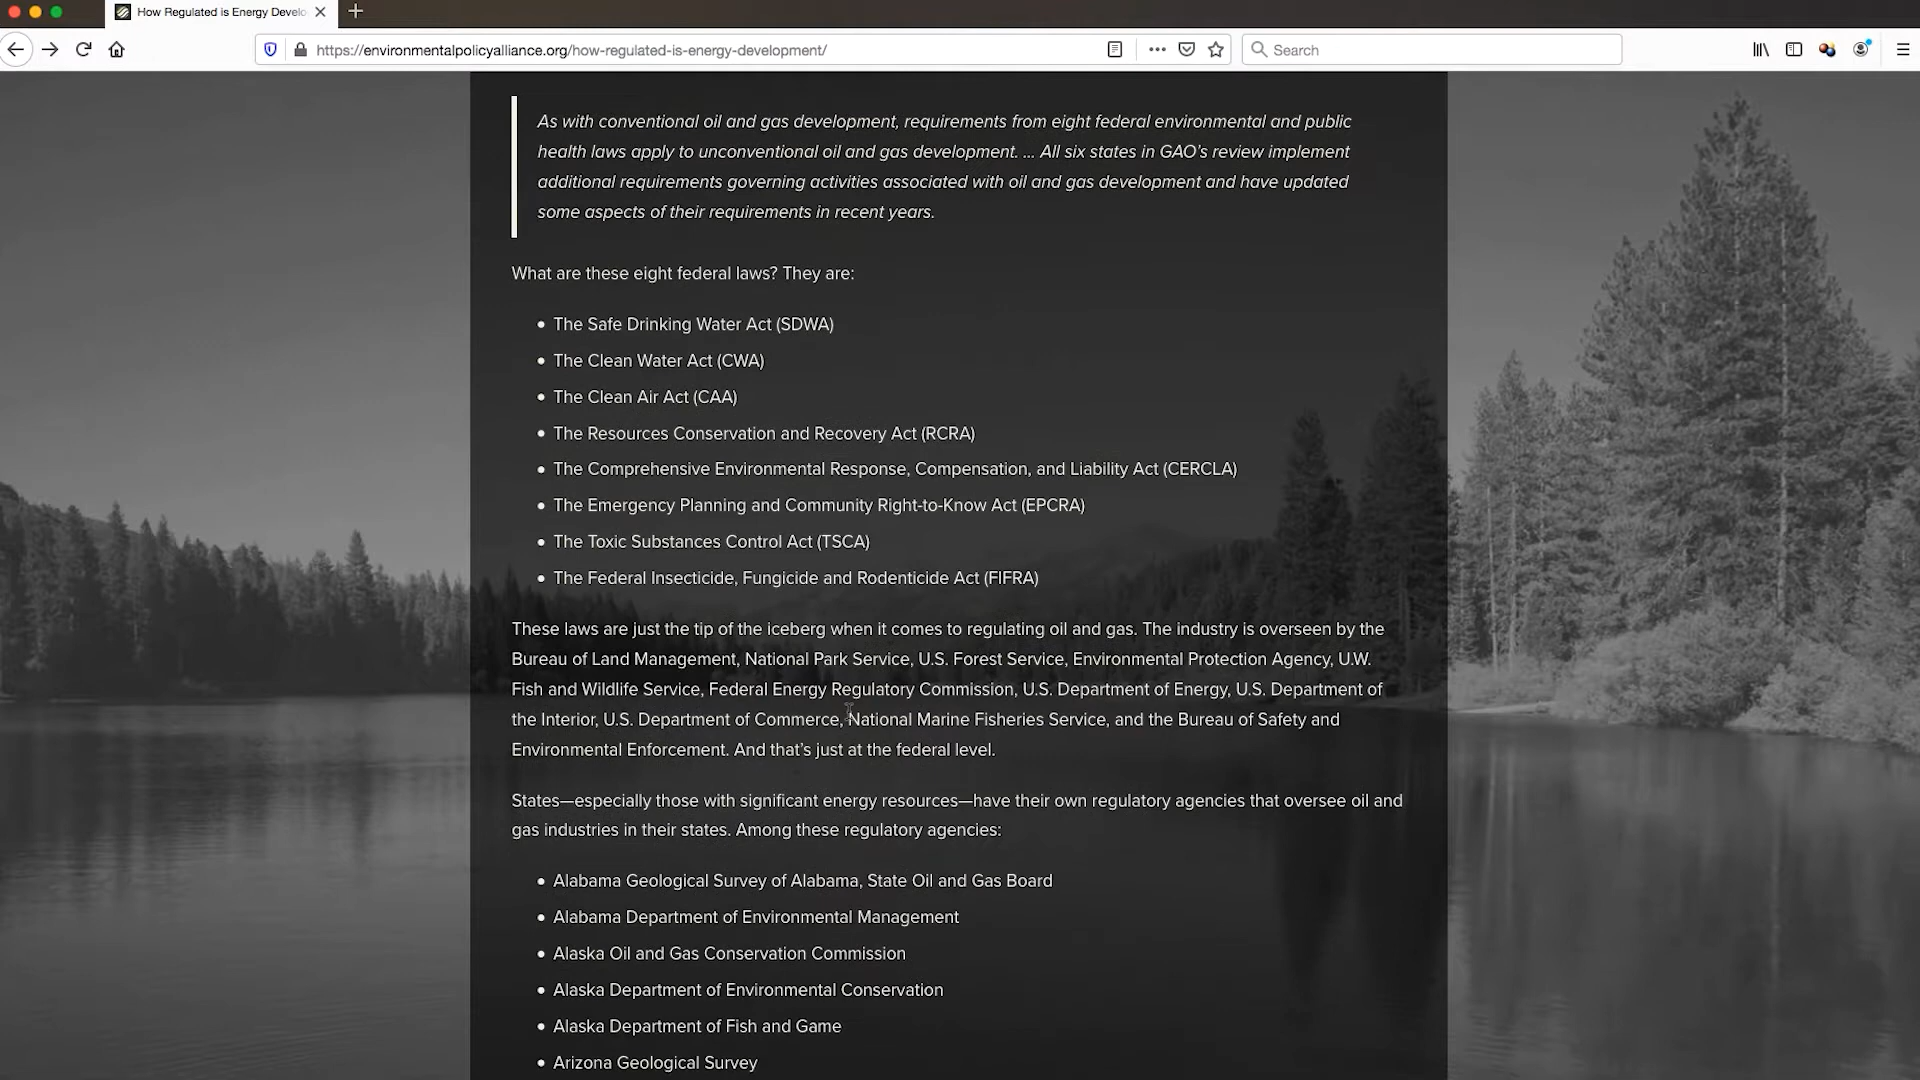 How Regulated is Energy Develo
https://environmentalpolicyalliance.org/how-regulated-is-energy-development/
Search
As with conventional oil and gas development, requirements from eight federal environmental and public
health laws apply to unconventional oil and gas development. ... All six states in GAO's review implement
additional requirements governing activities associated with oil and gas development and have updated
some aspects of their requirements in recent years.
What are these eight federal laws? They are:
• The Safe Drinking Water Act (SDWA)
• The Clean Water Act (CWA)
• The Clean Air Act (CAA)
• The Resources Conservation and Recovery Act (RCRA)
• The Comprehensive Environmental Response, Compensation, and Liability Act (CERCLA)
• The Emergency Planning and Community Right-to-Know Act (EPCRA)
• The Toxic Substances Control Act (TSCA)
• The Federal Insecticide, Fungicide and Rodenticide Act (FIFRA)
These laws are just the tip of the iceberg when it comes to regulating oil and gas. The industry is overseen by the
Bureau of Land Management, National Park Service, U.S. Forest Service, Environmental Protection Agency, U.W.
Fish and Wildlife Service, Federal Energy Regulatory Commission, U.S. Department of Energy, U.S. Department of
the Interior, U.S. Department of Commerce, National Marine Fisheries Service, and the Bureau of Safety and
Environmental Enforcement. And that's just at the federal level.
States—especially those with significant energy resources—have their own regulatory agencies that oversee oil and
gas industries in their states. Among these regulatory agencies:
• Alabama Geological Survey of Alabama, State Oil and Gas Board
• Alabama Department of Environmental Management
• Alaska Oil and Gas Conservation Commission
• Alaska Department of Environmental Conservation
• Alaska Department of Fish and Game
• Arizona Geological Survey